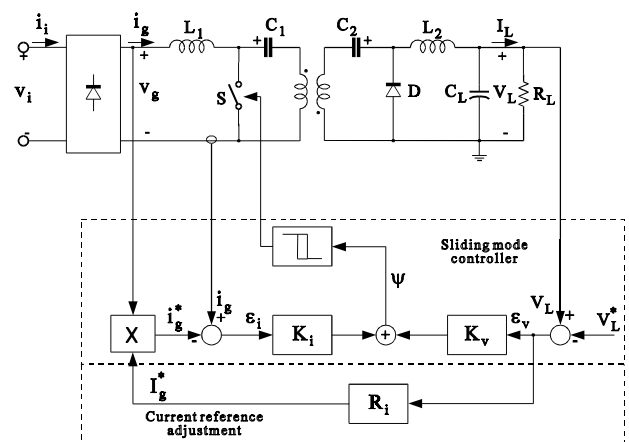 i_i i_g L_1 C_1 C_2 L_2 I_L
+ + + + +
v_i v_g S D C_L V_L R_L
- - -
Sliding mode
controller
ψ
i_g V_L
i_g^* + ε_i ε_v + V_L^*
X - K_i + K_v -
I_g^* R_i
Current reference
adjustment